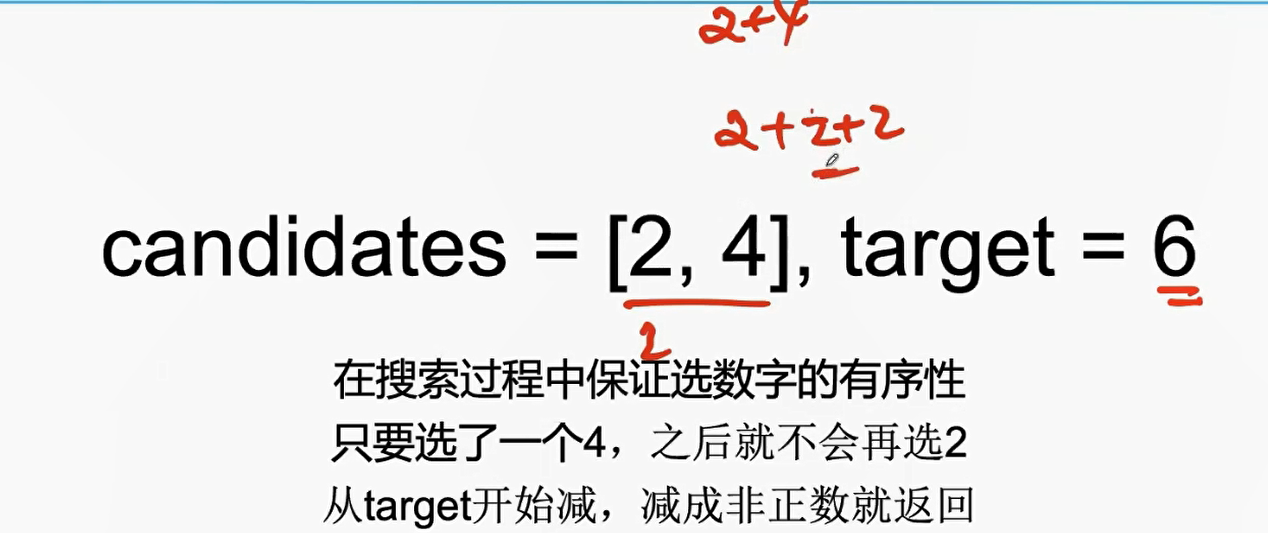 2+4
2+2+2
candidates = [2, 4], target = 6
2
在搜索过程中保证选数字的有序性
只要选了一个4，之后就不会再选2
从target开始减，减成非正数就返回